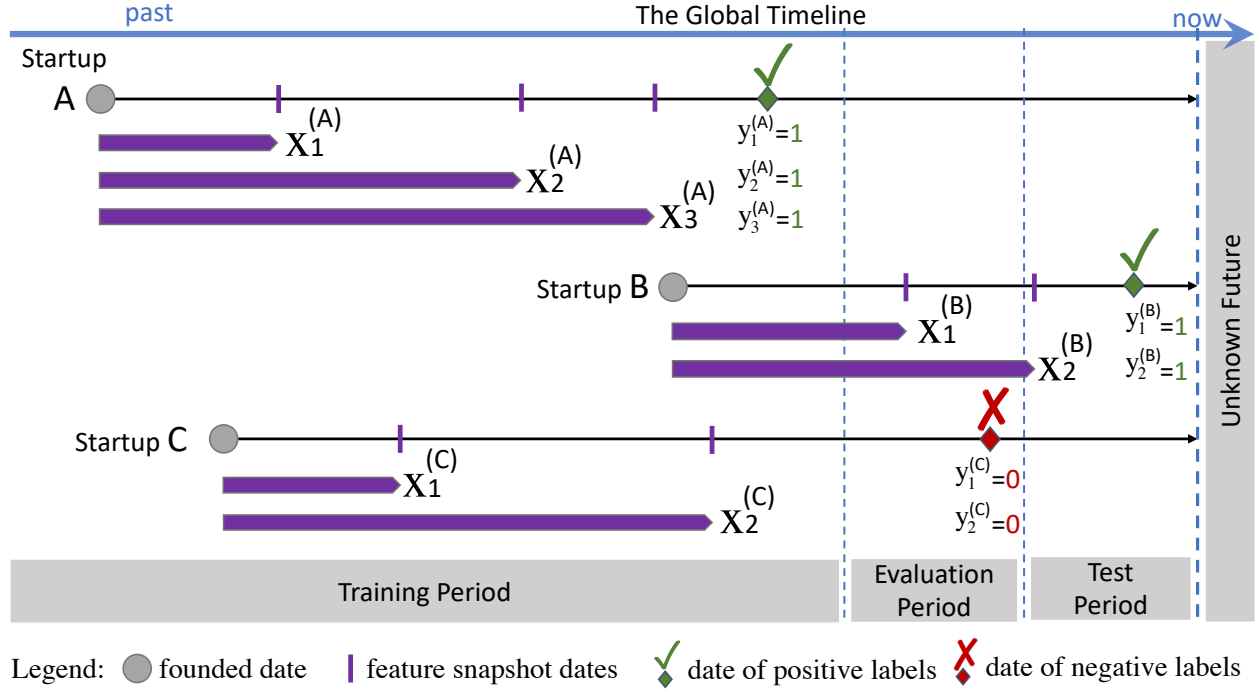 past The Global Timeline now
Startup
A
X1(A)
X2(A)
X3(A)
y1(A)=1
y2(A)=1
y3(A)=1
Startup B
X1(B)
X2(B)
y1(B)=1
y2(B)=1
Startup C
X1(C)
X2(C)
y1(C)=0
y2(C)=0
Unknown Future
Training Period
Evaluation
Period
Test
Period
Legend: founded date feature snapshot dates date of positive labels date of negative labels